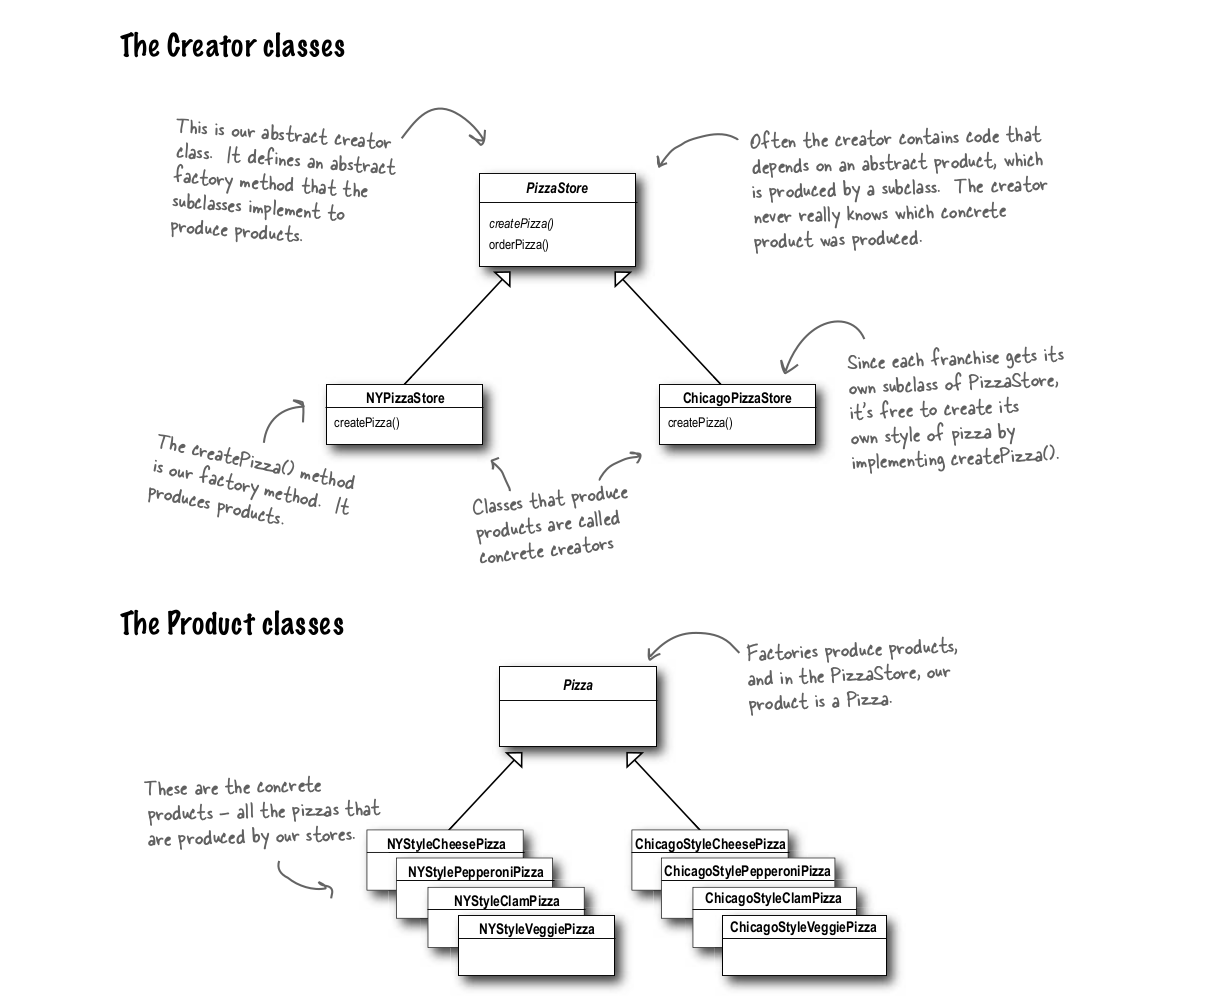 The Creator classes
This is our abstract creator
class. It defines an abstract
factory method that the
subclasses implement to
produce products.
Often the creator contains code that
depends on an abstract product, which
is produced by a subclass. The creator
never really knows which concrete
product was produced.
PizzaStore
createPizza()
orderPizza()
NYPizzaStore
createPizza()
ChicagoPizzaStore
createPizza()
Since each franchise gets its
own subclass of PizzaStore,
it's free to create its
own style of pizza by
implementing createPizza().
The createPizza() method
is our factory method. It
produces products.
Classes that produce
products are called
concrete creators
The Product classes
Factories produce products,
and in the PizzaStore, our
product is a Pizza.
Pizza
These are the concrete
products – all the pizzas that
are produced by our stores.
NYStyleCheesePizza
NYStylePepperoniPizza
NYStyleClamPizza
NYStyleVeggiePizza
ChicagoStyleCheesePizza
ChicagoStylePepperoniPizza
ChicagoStyleClamPizza
ChicagoStyleVeggiePizza